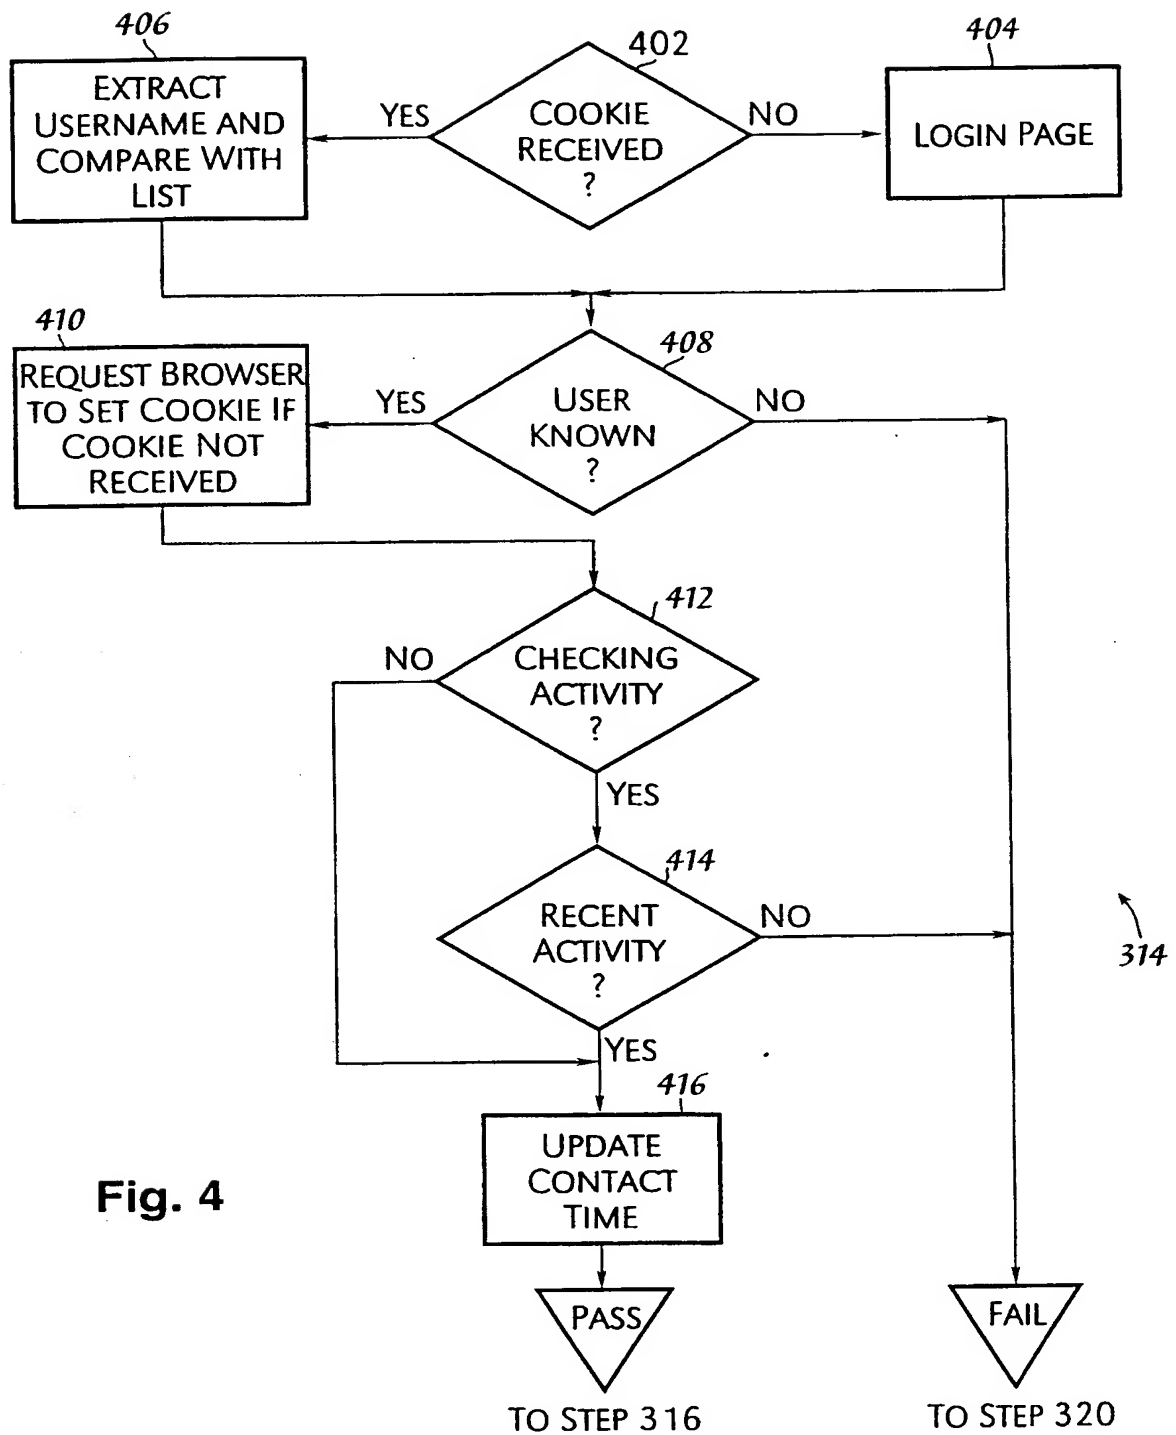 406
EXTRACT
USERNAME AND
COMPARE WITH
LIST
402
COOKIE
RECEIVED
?
YES
NO
404
LOGIN PAGE
410
REQUEST BROWSER
TO SET COOKIE IF
COOKIE NOT
RECEIVED
408
USER
KNOWN
?
YES
NO
412
CHECKING
ACTIVITY
?
NO
YES
414
RECENT
ACTIVITY
?
NO
YES
314
416
UPDATE
CONTACT
TIME
Fig. 4
PASS
FAIL
TO STEP 316
TO STEP 320